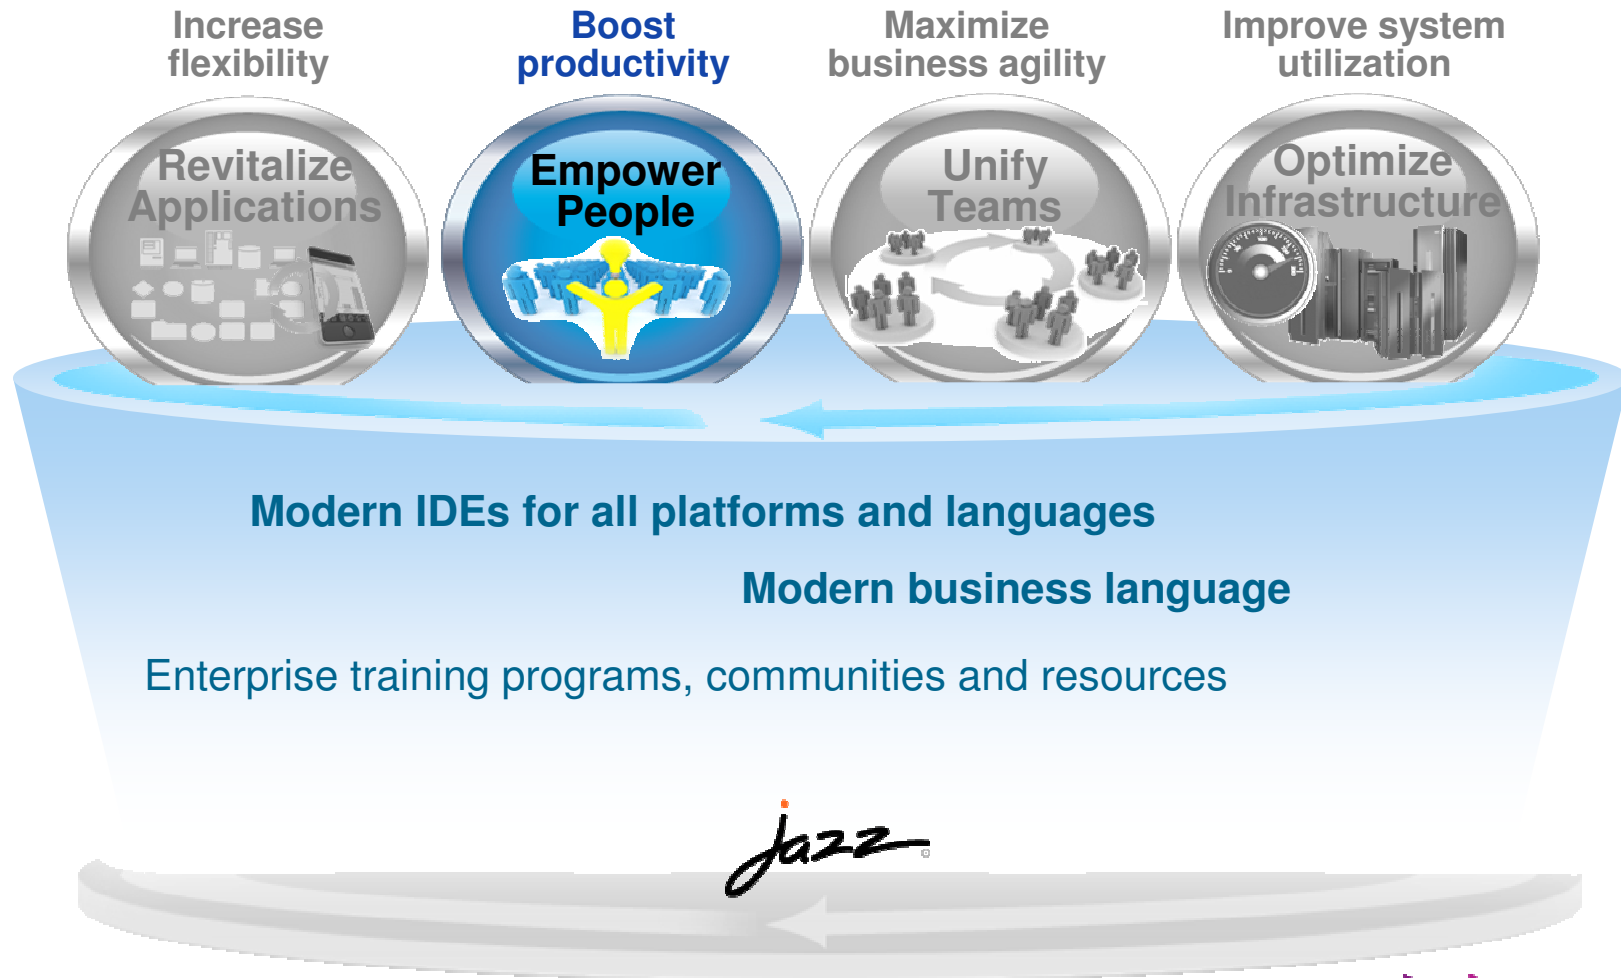 Increase
flexibility
Boost
productivity
Maximize
business agility
Improve system
utilization
Revitalize
Applications
Empower
People
Unify
Teams
Optimize
Infrastructure
Modern IDEs for all platforms and languages
Modern business language
Enterprise training programs, communities and resources
jazz